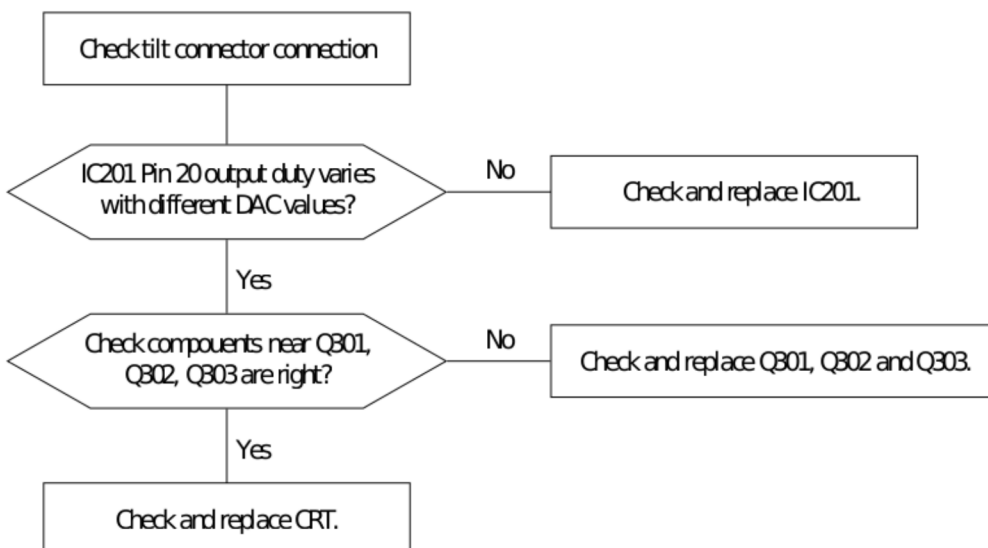 Check tilt connector connection
IC201 Pin 20 output duty varies
with different DAC values?
No
Check and replace IC201.
Yes
Check compouents near Q301,
Q302, Q303 are right?
No
Check and replace Q301, Q302 and Q303.
Yes
Check and replace CRT.